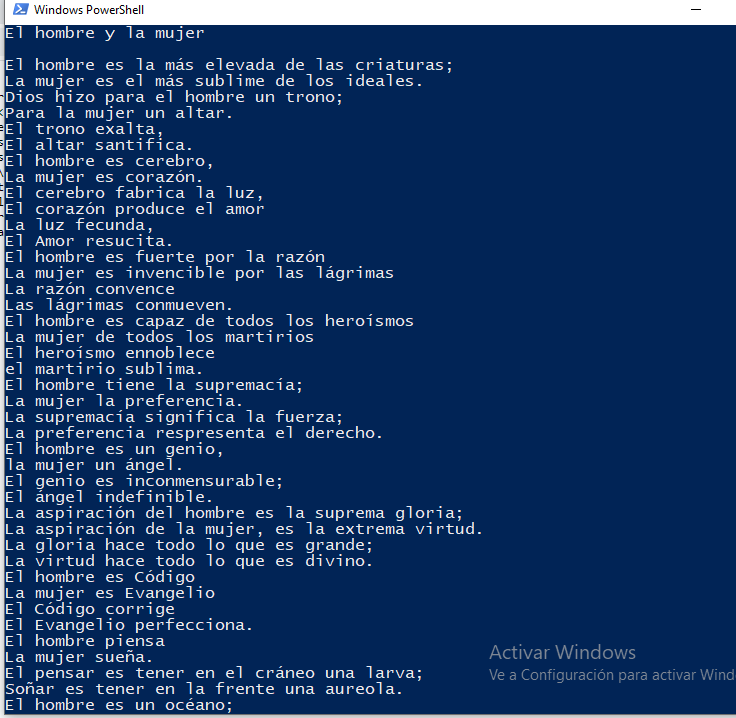 Windows PowerShell
El hombre y la mujer
El hombre es la más elevada de las criaturas;
La mujer es el más sublime de los ideales.
Dios hizo para el hombre un trono;
Para la mujer un altar.
El trono exalta,
El altar santifica.
El hombre es cerebro,
La mujer es corazón.
El cerebro fabrica la luz,
El corazón produce el amor
La luz fecunda,
El Amor resucita.
El hombre es fuerte por la razón
La mujer es invencible por las lágrimas
La razón convence
Las lágrimas conmueven.
El hombre es capaz de todos los heroísmos
La mujer de todos los martirios
El heroísmo ennoblece
el martirio sublima.
El hombre tiene la supremacía;
La mujer la preferencia.
La supremacía significa la fuerza;
La preferencia respresenta el derecho.
El hombre es un genio,
la mujer un ángel.
El genio es inconmensurable;
El ángel indefinible.
La aspiración del hombre es la suprema gloria;
La aspiración de la mujer, es la extrema virtud.
La gloria hace todo lo que es grande;
La virtud hace todo lo que es divino.
El hombre es Código
La mujer es Evangelio
El Código corrige
El Evangelio perfecciona.
El hombre piensa
La mujer sueña.
El pensar es tener en el cráneo una larva;
Soñar es tener en la frente una aureola.
El hombre es un océano;
Activar Windows
Ve a Configuración para activar Wind